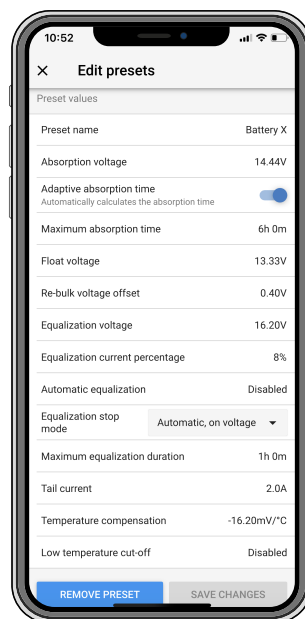 10:52
× Edit presets
Preset values
Preset name Battery X
Absorption voltage 14.44V
Adaptive absorption time
Automatically calculates the absorption time
Maximum absorption time 6h 0m
Float voltage 13.33V
Re-bulk voltage offset 0.40V
Equalization voltage 16.20V
Equalization current percentage 8%
Automatic equalization Disabled
Equalization stop
mode Automatic, on voltage
Maximum equalization duration 1h 0m
Tail current 2.0A
Temperature compensation -16.20mV/°C
Low temperature cut-off Disabled
REMOVE PRESET SAVE CHANGES